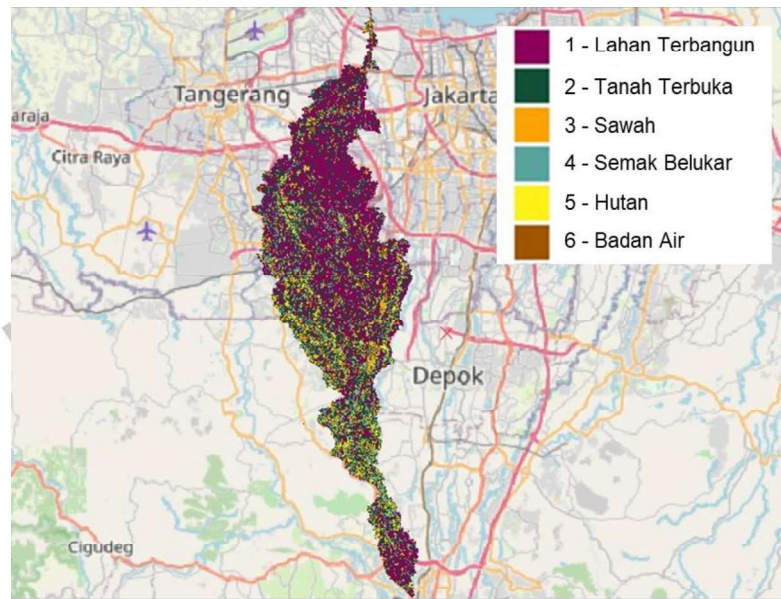 1 - Lahan Terbangun
2 - Tanah Terbuka
3 - Sawah
4 - Semak Belukar
5 - Hutan
6 - Badan Air
Tangerang
Jakarta
araja
Citra Raya
Depok
Cigudeg